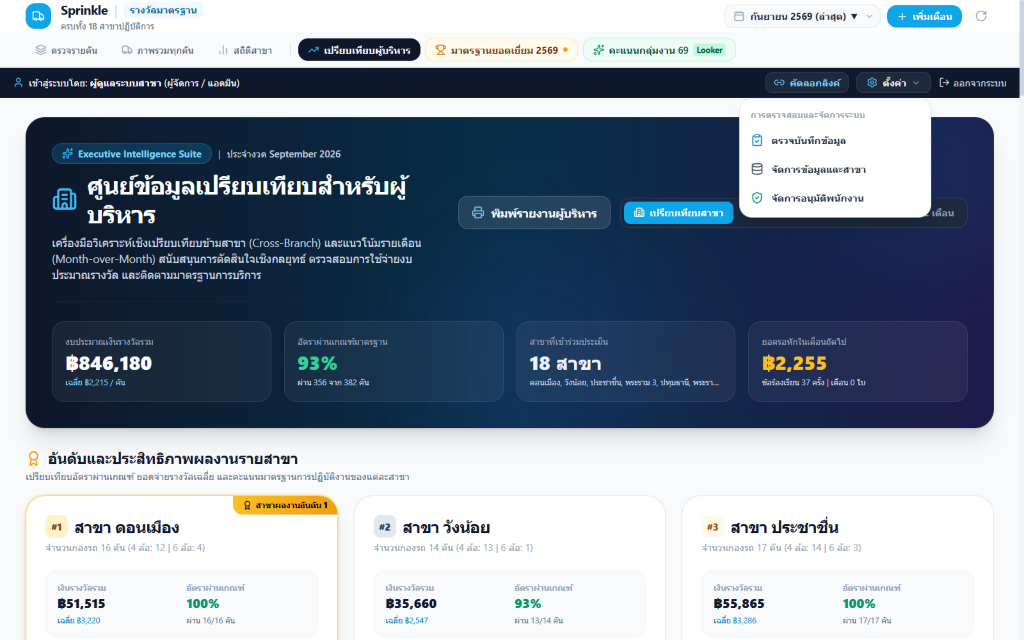 Sprinkle
รางวัลมาตรฐาน
ครบทั้ง 18 สาขาปฏิบัติการ
กันยายน 2569 (ล่าสุด) ▼
+ เพิ่มเดือน
ตรวจรายคัน
ภาพรวมทุกคัน
สถิติสาขา
เปรียบเทียบผู้บริหาร
มาตรฐานยอดเยี่ยม 2569
คะแนนกลุ่มงาน 69
Looker
เข้าสู่ระบบโดย: ผู้ดูแลระบบสาขา (ผู้จัดการ / แอดมิน)
คัดลอกลิงค์
ตั้งค่า
ออกจากระบบ
การตรวจสอบและจัดการระบบ
ตรวจบันทึกข้อมูล
จัดการข้อมูลและสาขา
จัดการอนุมัติพนักงาน
Executive Intelligence Suite
| ประจำงวด September 2026
ศูนย์ข้อมูลเปรียบเทียบสำหรับผู้
บริหาร
เครื่องมือวิเคราะห์เชิงเปรียบเทียบข้ามสาขา (Cross-Branch) และแนวโน้มรายเดือน
(Month-over-Month) สนับสนุนการตัดสินใจเชิงกลยุทธ์ ตรวจสอบการใช้จ่ายงบ
ประมาณรางวัล และติดตามมาตรฐานการบริการ
พิมพ์รายงานผู้บริหาร
เปรียบเทียบสาขา
เดือน
งบประมาณเงินรางวัลรวม
฿846,180
เฉลี่ย ฿2,215 / คัน
อัตราผ่านเกณฑ์มาตรฐาน
93%
ผ่าน 356 จาก 382 คัน
สาขาที่เข้าร่วมประเมิน
18 สาขา
ดอนเมือง, วังน้อย, ประชาชื่น, พระราม 3, ปทุมธานี, พระรา...
ยอดรอหักในเดือนถัดไป
฿2,255
ข้อร้องเรียน 37 ครั้ง | เตือน 0 ใบ
อันดับและประสิทธิภาพผลงานรายสาขา
เปรียบเทียบอัตราผ่านเกณฑ์ ยอดจ่ายรางวัลเฉลี่ย และคะแนนมาตรฐานการปฏิบัติงานของแต่ละสาขา
สาขาผลงานอันดับ 1
#1 สาขา ดอนเมือง
จำนวนกองรถ 16 คัน (4 ล้อ: 12 | 6 ล้อ: 4)
เงินรางวัลรวม
฿51,515
เฉลี่ย ฿3,220
อัตราผ่านเกณฑ์
100%
ผ่าน 16/16 คัน
#2 สาขา วังน้อย
จำนวนกองรถ 14 คัน (4 ล้อ: 13 | 6 ล้อ: 1)
เงินรางวัลรวม
฿35,660
เฉลี่ย ฿2,547
อัตราผ่านเกณฑ์
93%
ผ่าน 13/14 คัน
#3 สาขา ประชาชื่น
จำนวนกองรถ 17 คัน (4 ล้อ: 14 | 6 ล้อ: 3)
เงินรางวัลรวม
฿55,865
เฉลี่ย ฿3,286
อัตราผ่านเกณฑ์
100%
ผ่าน 17/17 คัน